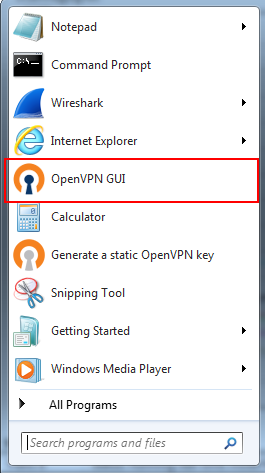 Notepad
C:\_
Command Prompt
Wireshark
Internet Explorer
OpenVPN GUI
Calculator
Generate a static OpenVPN key
Snipping Tool
Getting Started
Windows Media Player
All Programs
Search programs and files